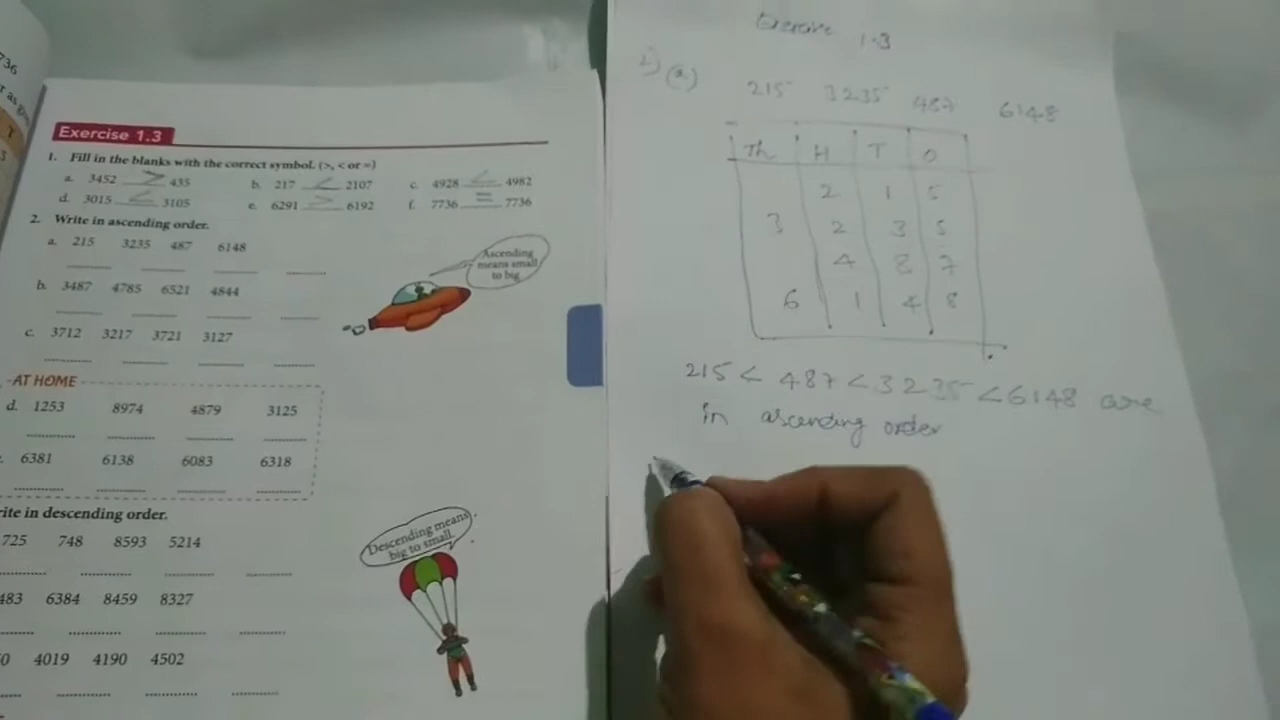 736
Exercise 1.3
1. Fill in the blanks with the correct symbol. (>, < or =)
a. 3452 > 435 b. 217 < 2107 c. 4928 < 4982
d. 3015 < 3105 e. 6291 > 6192 f. 7736 = 7736
2. Write in ascending order.
a. 215 3235 487 6148
Ascending
means small
to big
b. 3487 4785 6521 4844
c. 3712 3217 3721 3127
AT HOME
d. 1253 8974 4879 3125
6381 6138 6083 6318
rite in descending order.
725 748 8593 5214
Descending means
big to small.
483 6384 8459 8327
0 4019 4190 4502
Exercise 1.3
2) (a) 215 3235 487 6148
Th H T O
2 1 5
3 2 3 5
4 8 7
6 1 4 8
215 < 487 < 3235 < 6148 are
in ascending order